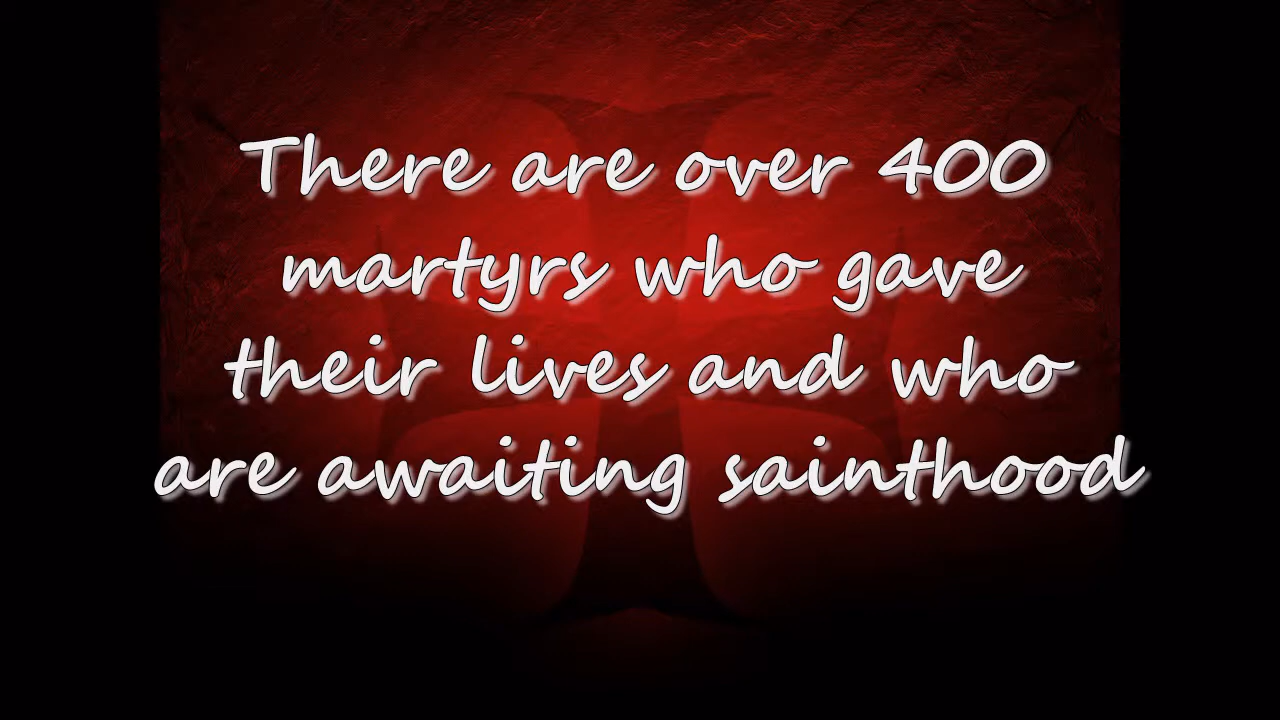 There are over 400
martyrs who gave
their lives and who
are awaiting sainthood